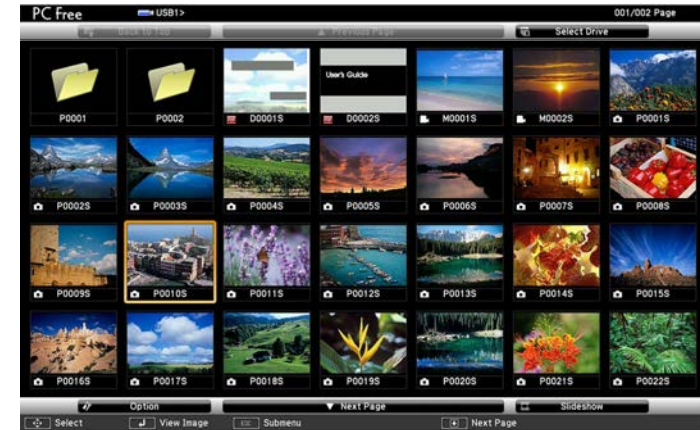 PC Free USB1> 001/002 Page
Back to Top Previous Page Select Drive
User's Guide
P0001 P0002 D0001S D0002S M0001S M0002S P0001S
P0002S P0003S P0004S P0005S P0006S P0007S P0008S
P0009S P0010S P0011S P0012S P0013S P0014S P0015S
P0016S P0017S P0018S P0019S P0020S P0021S P0022S
Option Next Page Slideshow
Select View Image Esc Submenu Next Page